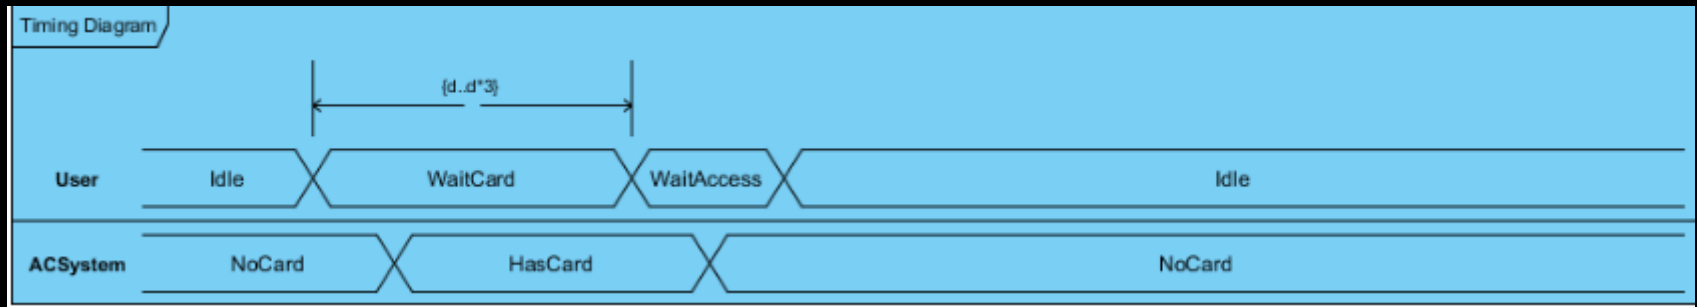 Timing Diagram
{d..d*3}
User
Idle
WaitCard
WaitAccess
Idle
ACSystem
NoCard
HasCard
NoCard